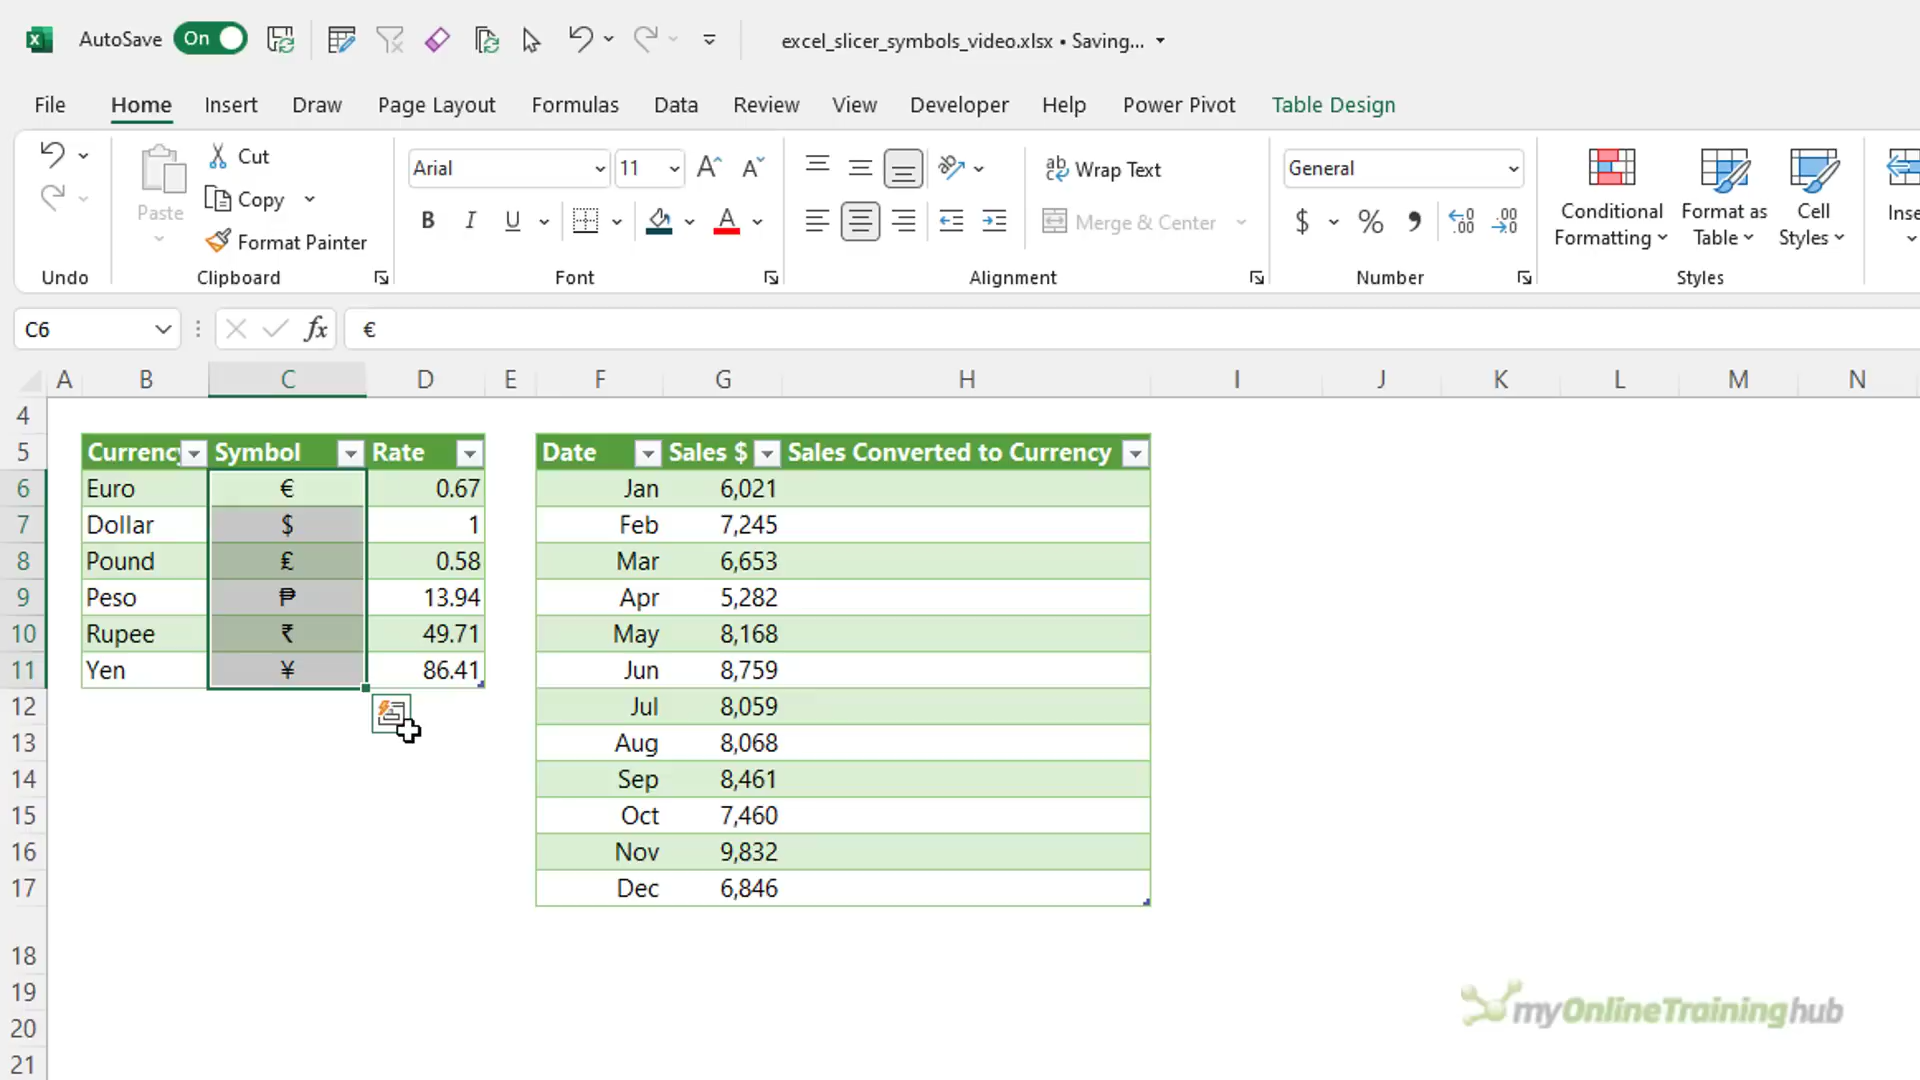 AutoSave On excel_slicer_symbols_video.xlsx • Saving...
File Home Insert Draw Page Layout Formulas Data Review View Developer Help Power Pivot Table Design
Paste
Cut
Copy
Format Painter
Arial 11
B I U A
ab Wrap Text
Merge & Center
General
$ % ,
Conditional Formatting
Format as Table
Cell Styles
Inse
Undo Clipboard Font Alignment Number Styles
C6 fx €
A B C D E F G H I J K L M N
4
5 Currency Symbol Rate Date Sales $ Sales Converted to Currency
6 Euro € 0.67 Jan 6,021
7 Dollar $ 1 Feb 7,245
8 Pound ₤ 0.58 Mar 6,653
9 Peso ₱ 13.94 Apr 5,282
10 Rupee ₹ 49.71 May 8,168
11 Yen ¥ 86.41 Jun 8,759
12 Jul 8,059
13 Aug 8,068
14 Sep 8,461
15 Oct 7,460
16 Nov 9,832
17 Dec 6,846
18
19
20
21
myOnlineTraininghub